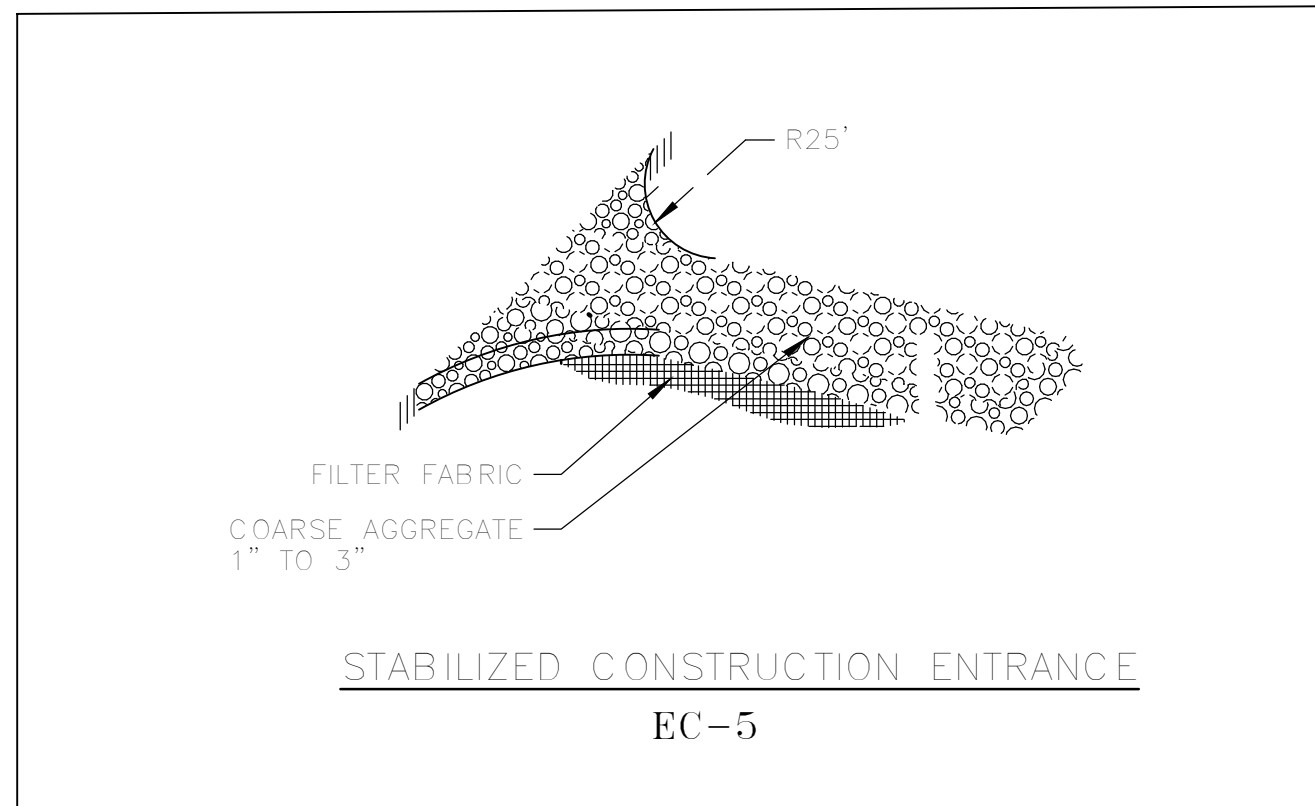 R25'
FILTER FABRIC
COARSE AGGREGATE
1" TO 3"
STABILIZED CONSTRUCTION ENTRANCE
EC-5